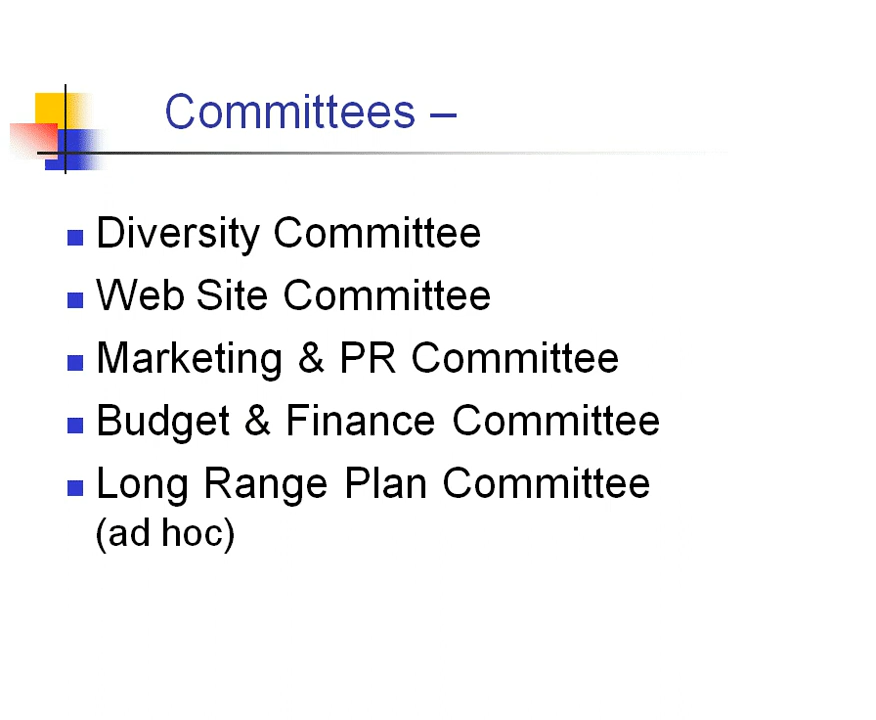 Committees –
Diversity Committee
Web Site Committee
Marketing & PR Committee
Budget & Finance Committee
Long Range Plan Committee
(ad hoc)